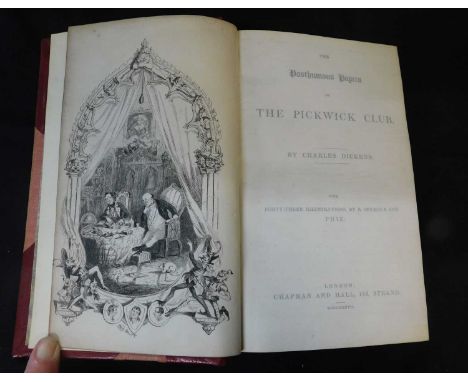 THE
Posthumous Papers
OF
THE PICKWICK CLUB.
BY CHARLES DICKENS.
WITH
FORTY-THREE ILLUSTRATIONS, BY R. SEYMOUR AND
PHIZ.
LONDON:
CHAPMAN AND HALL, 186, STRAND.